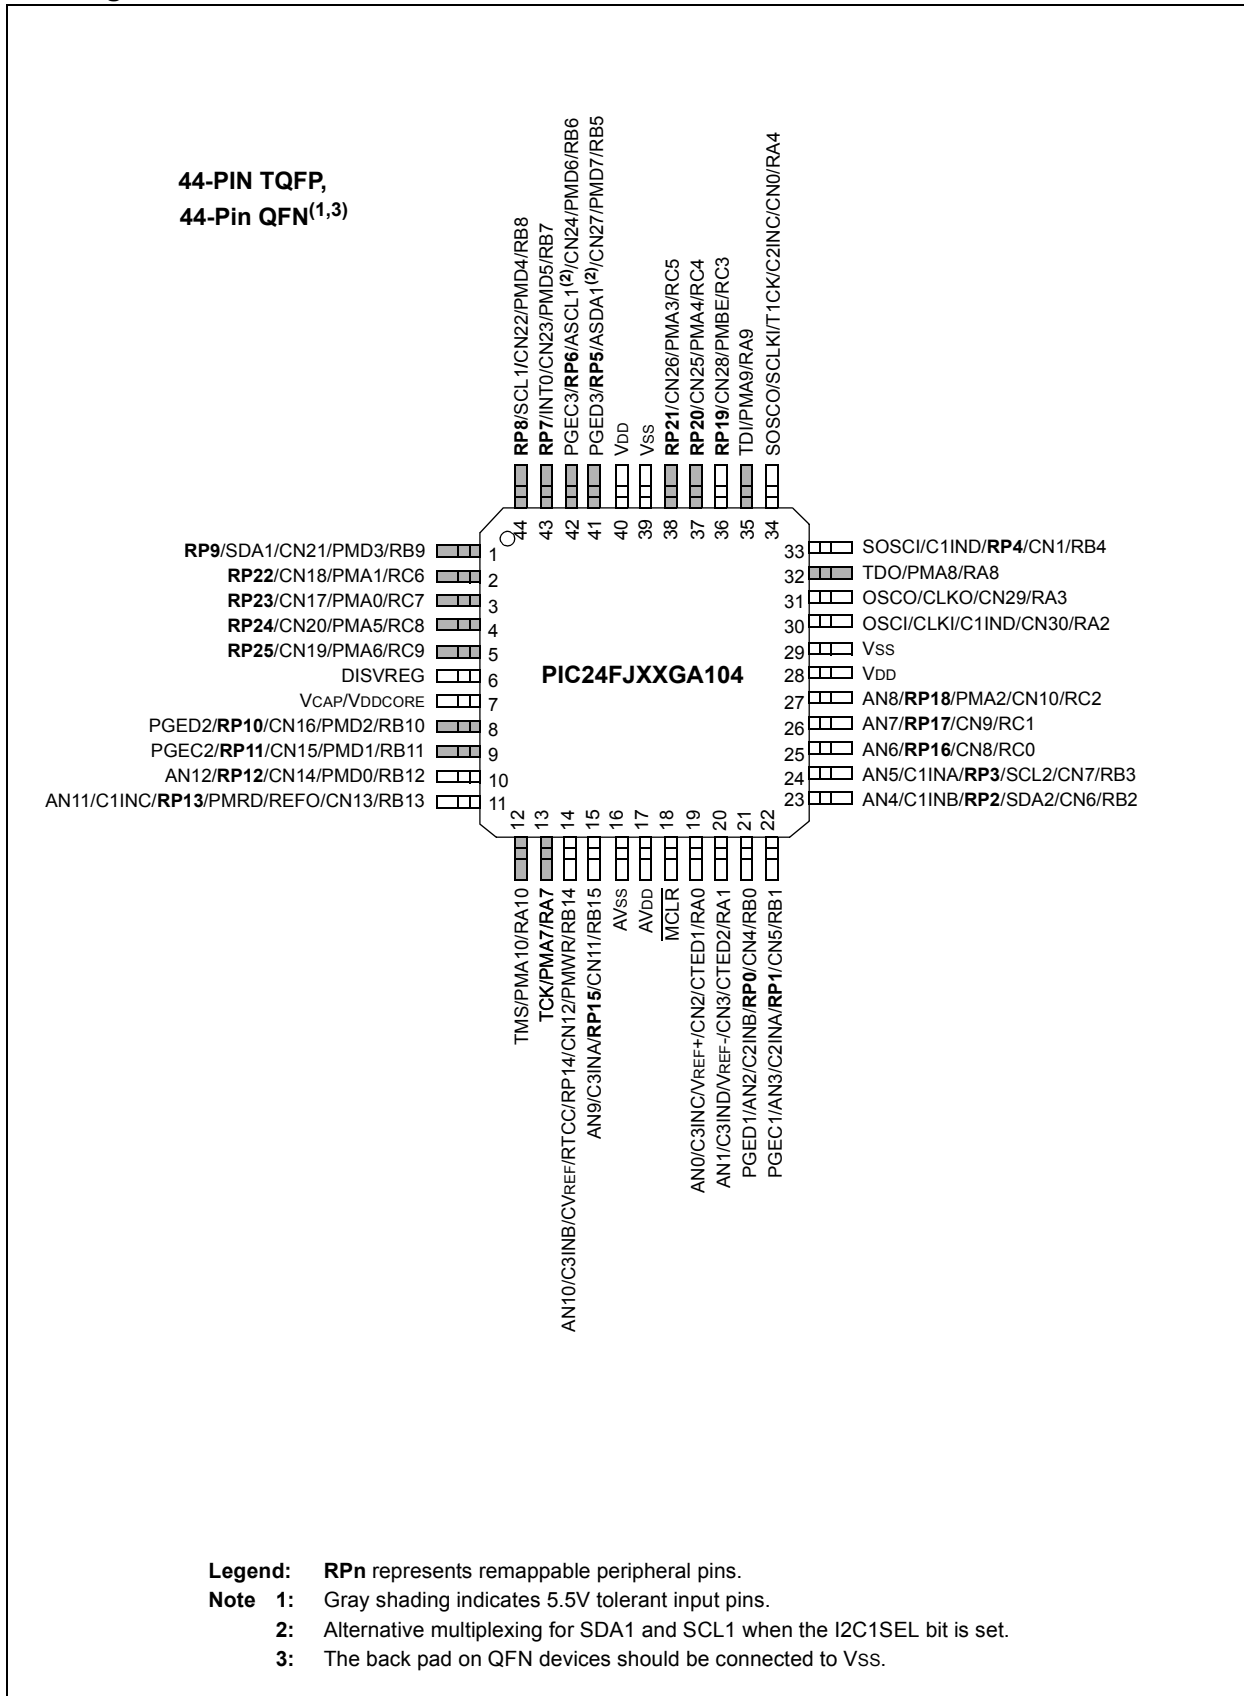 44-PIN TQFP,
44-Pin QFN(1,3)
RP8/SCL1/CN22/PMD4/RB8
RP7/INT0/CN23/PMD5/RB7
PGEC3/RP6/ASCL1(2)/CN24/PMD6/RB6
PGED3/RP5/ASDA1(2)/CN27/PMD7/RB5
VDD
VSS
RP21/CN26/PMA3/RC5
RP20/CN25/PMA4/RC4
RP19/CN28/PMBE/RC3
TDI/PMA9/RA9
SOSCO/SCLKI/T1CK/C2INC/CN0/RA4
44 43 42 41 40 39 38 37 36 35 34
RP9/SDA1/CN21/PMD3/RB9 1
RP22/CN18/PMA1/RC6 2
RP23/CN17/PMA0/RC7 3
RP24/CN20/PMA5/RC8 4
RP25/CN19/PMA6/RC9 5
DISVREG 6
VCAP/VDDCORE 7
PGED2/RP10/CN16/PMD2/RB10 8
PGEC2/RP11/CN15/PMD1/RB11 9
AN12/RP12/CN14/PMD0/RB12 10
AN11/C1INC/RP13/PMRD/REFO/CN13/RB13 11
PIC24FJXXGA104
33 SOSCI/C1IND/RP4/CN1/RB4
32 TDO/PMA8/RA8
31 OSCO/CLKO/CN29/RA3
30 OSCI/CLKI/C1IND/CN30/RA2
29 VSS
28 VDD
27 AN8/RP18/PMA2/CN10/RC2
26 AN7/RP17/CN9/RC1
25 AN6/RP16/CN8/RC0
24 AN5/C1INA/RP3/SCL2/CN7/RB3
23 AN4/C1INB/RP2/SDA2/CN6/RB2
12 13 14 15 16 17 18 19 20 21 22
TMS/PMA10/RA10
TCK/PMA7/RA7
AN10/C3INB/CVREF/RTCC/RP14/CN12/PMWR/RB14
AN9/C3INA/RP15/CN11/RB15
AVSS
AVDD
MCLR
AN0/C3INC/VREF+/CN2/CTED1/RA0
AN1/C3IND/VREF-/CN3/CTED2/RA1
PGED1/AN2/C2INB/RP0/CN4/RB0
PGEC1/AN3/C2INA/RP1/CN5/RB1
Legend: RPn represents remappable peripheral pins.
Note 1: Gray shading indicates 5.5V tolerant input pins.
2: Alternative multiplexing for SDA1 and SCL1 when the I2C1SEL bit is set.
3: The back pad on QFN devices should be connected to VSS.